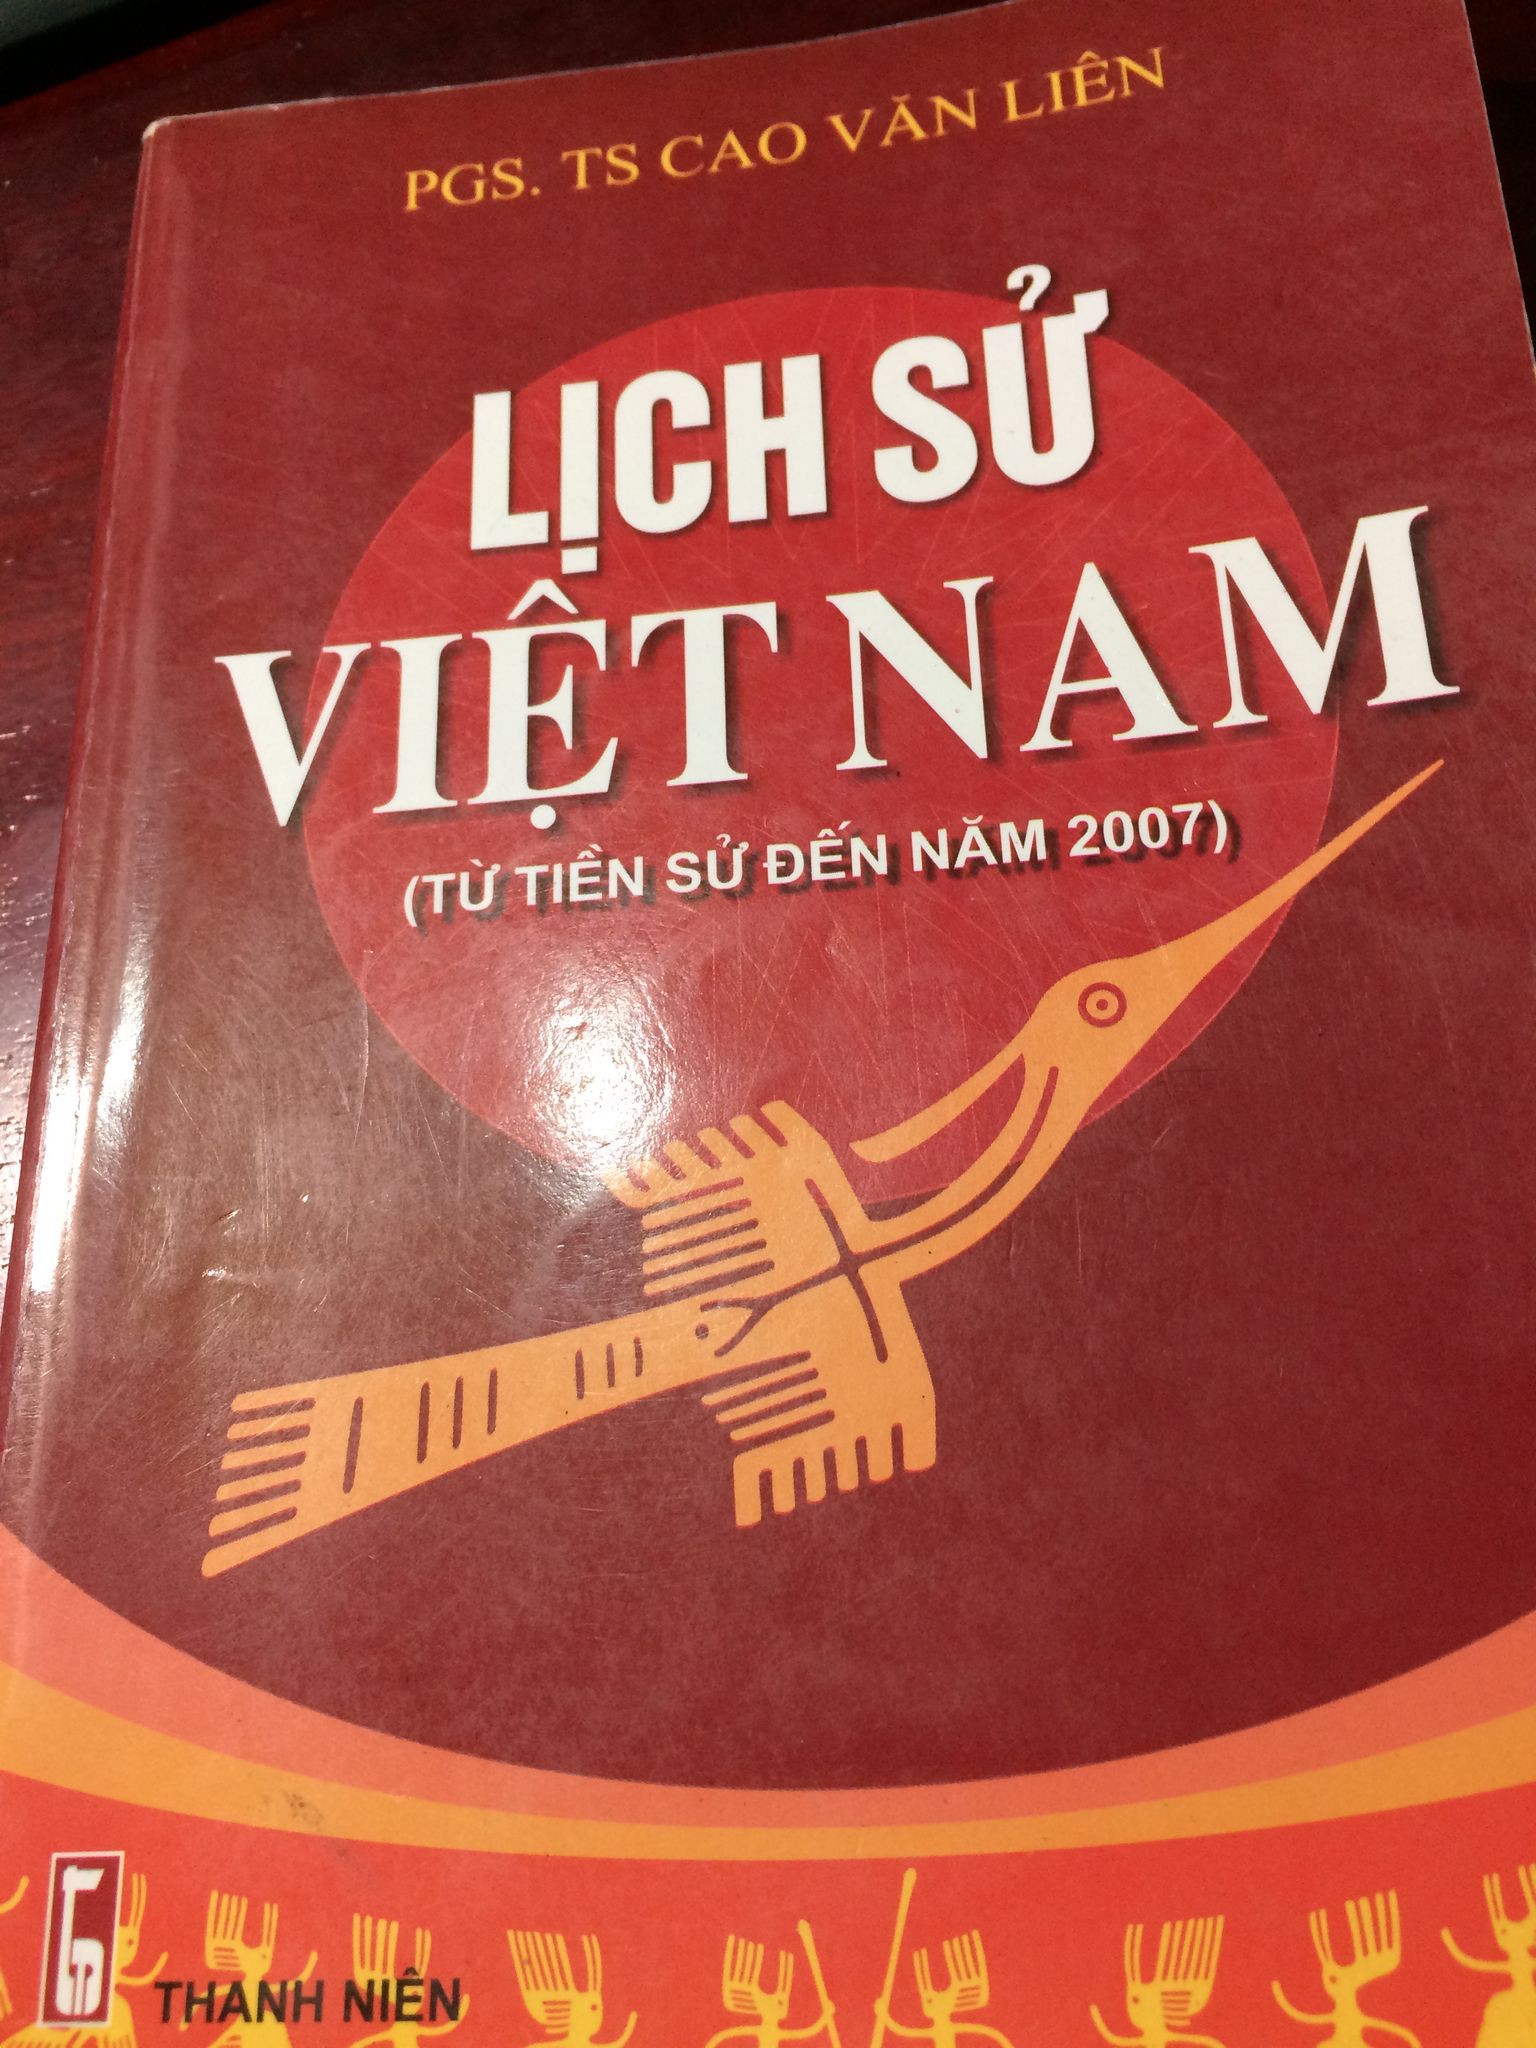 PGS. TS CAO VĂN LIÊN
LỊCH SỬ
VIỆT NAM
(TỪ TIỀN SỬ ĐẾN NĂM 2007)
THANH NIÊN